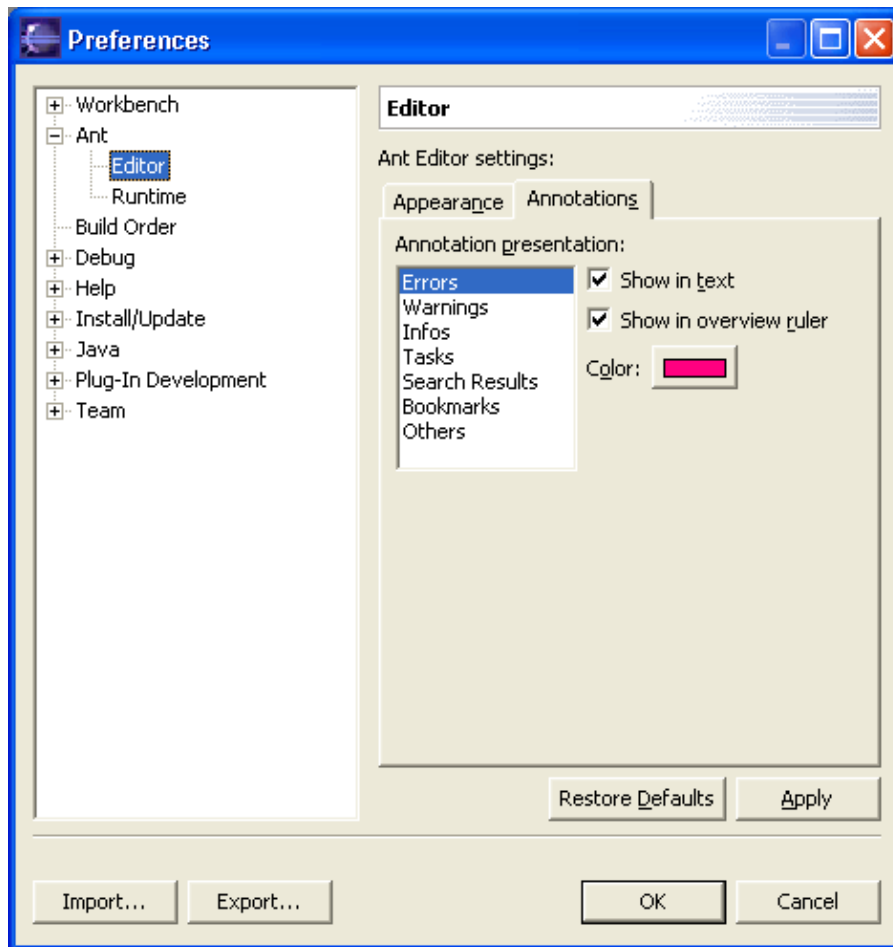 Preferences
Workbench
Ant
Editor
Runtime
Build Order
Debug
Help
Install/Update
Java
Plug-In Development
Team
Editor
Ant Editor settings:
Appearance Annotations
Annotation presentation:
Errors
Warnings
Infos
Tasks
Search Results
Bookmarks
Others
Show in text
Show in overview ruler
Color:
Restore Defaults Apply
Import... Export... OK Cancel